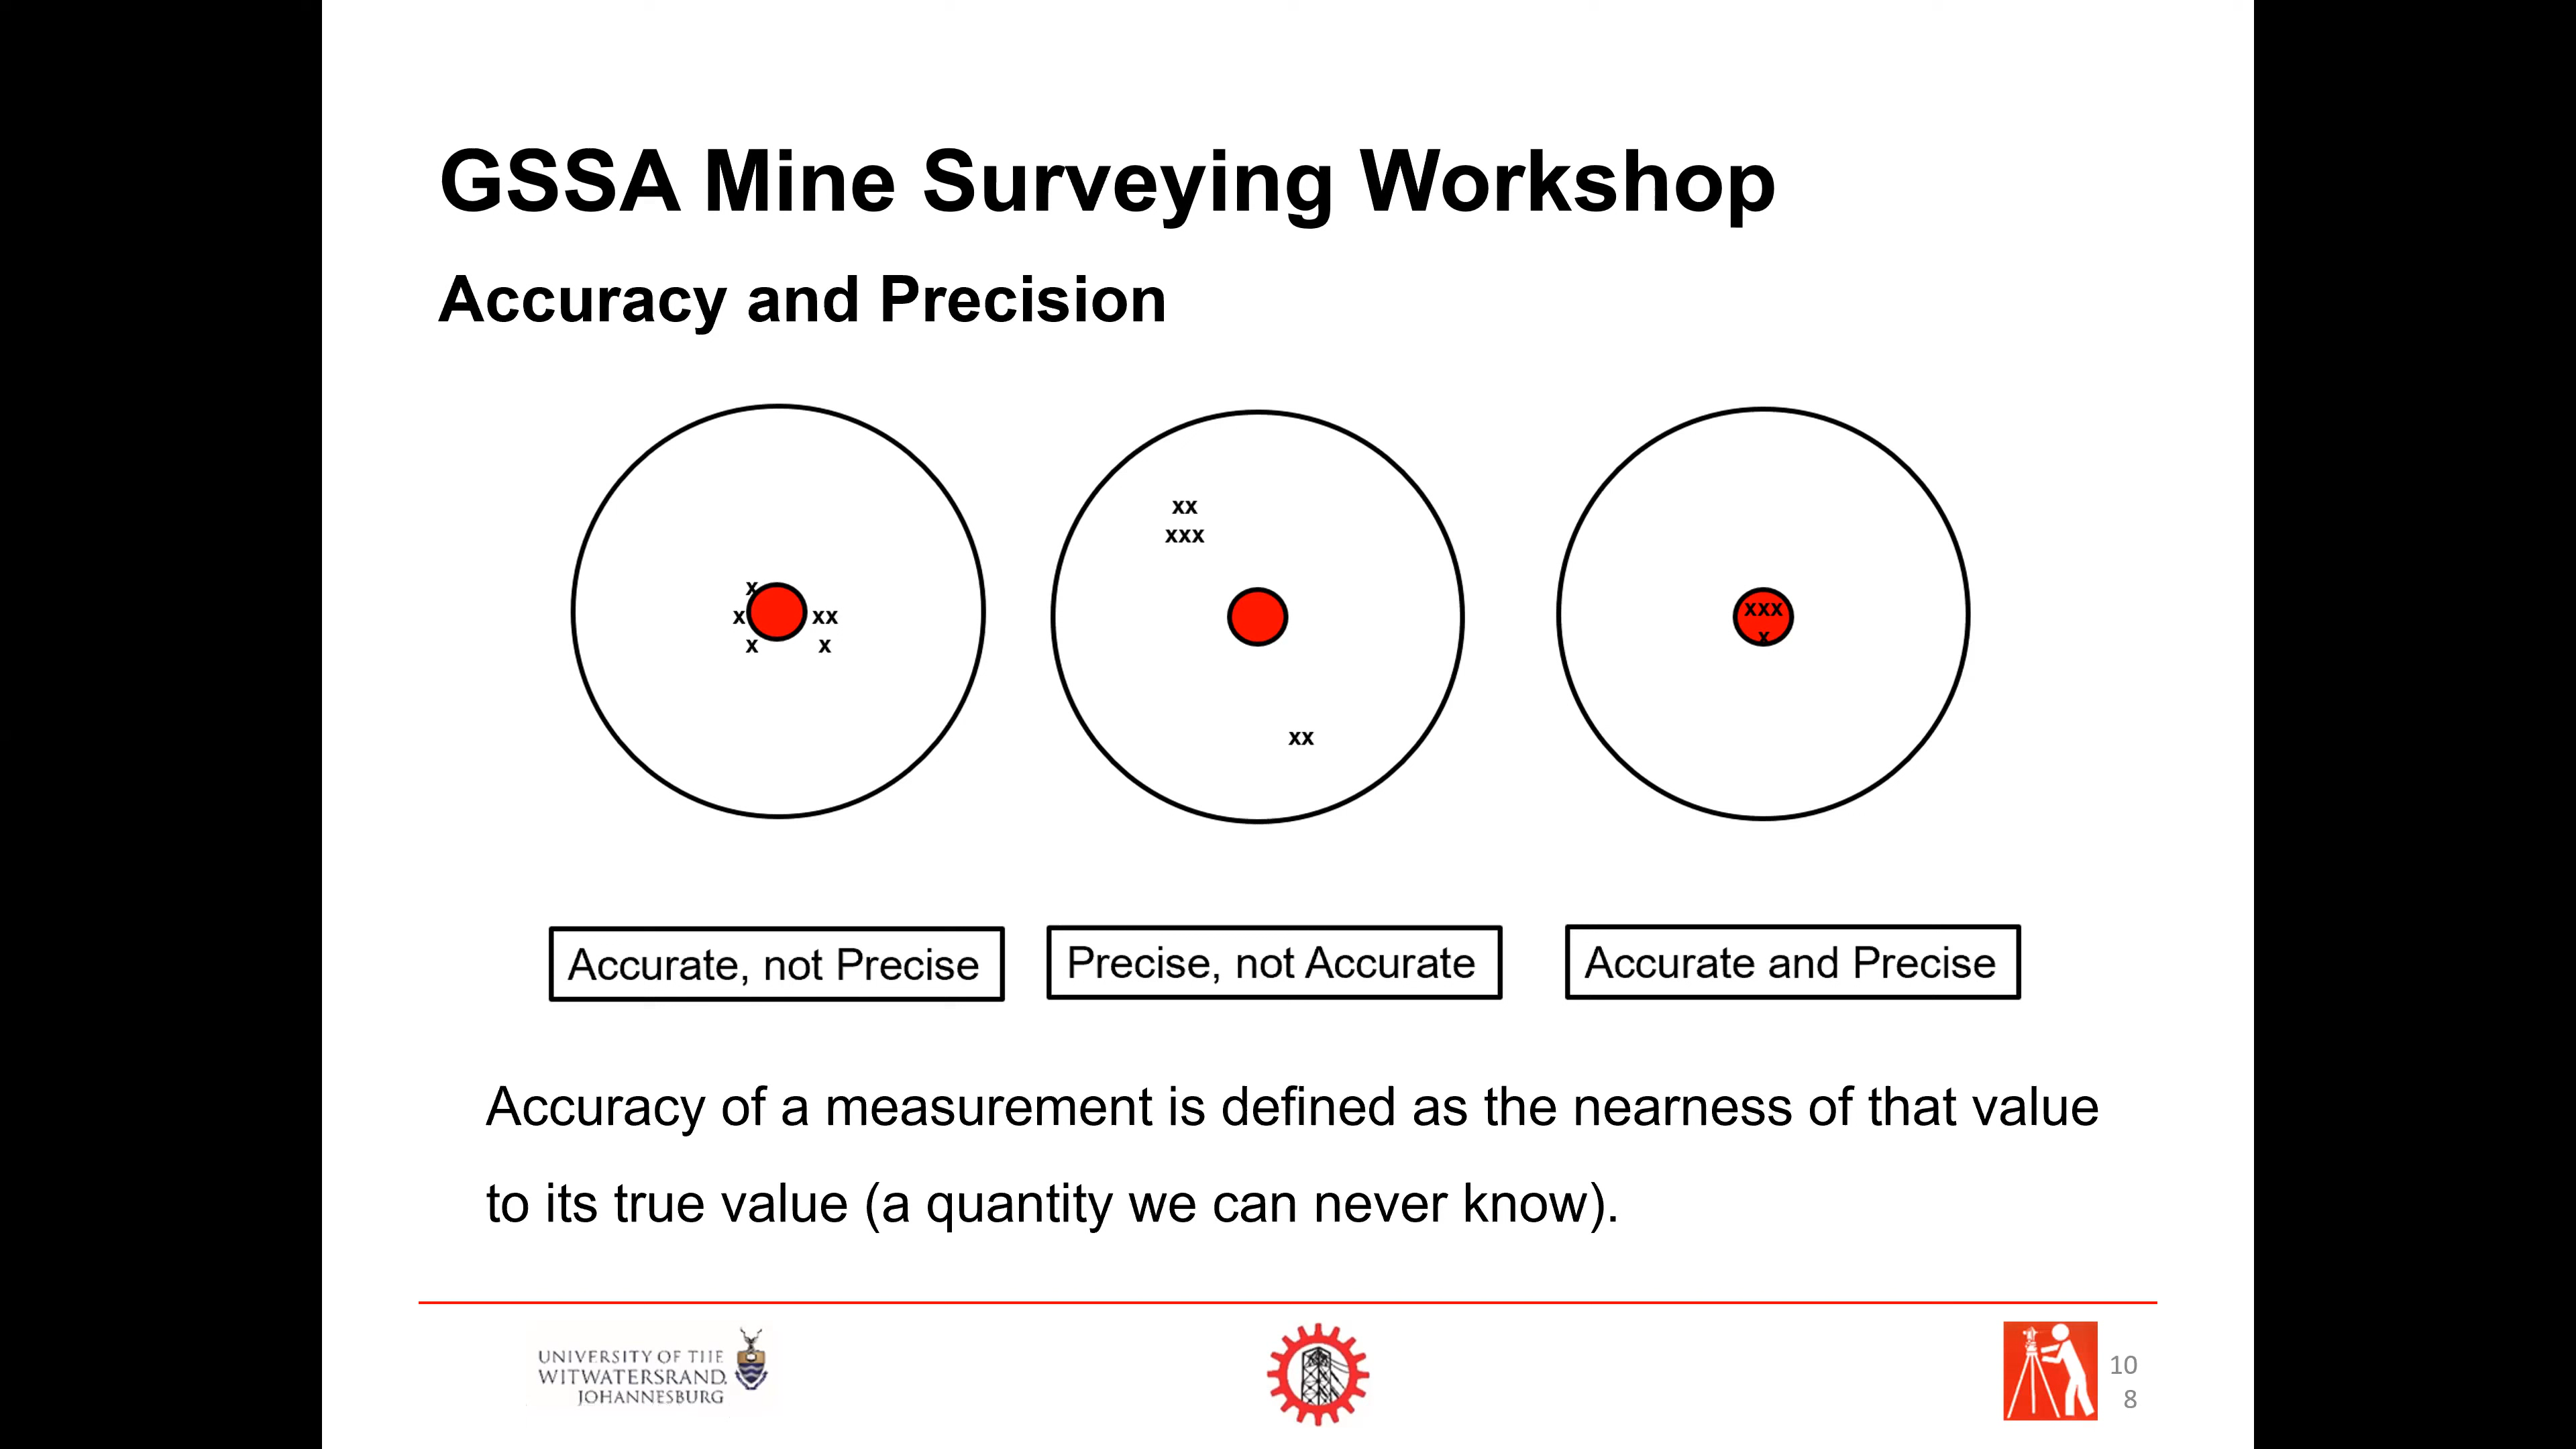 GSSA Mine Surveying Workshop
Accuracy and Precision
x
x
xx
x
x
xx
xxx
xx
xxx
x
Accurate, not Precise
Precise, not Accurate
Accurate and Precise
Accuracy of a measurement is defined as the nearness of that value
to its true value (a quantity we can never know).
UNIVERSITY OF THE
WITWATERSRAND,
JOHANNESBURG
10
8